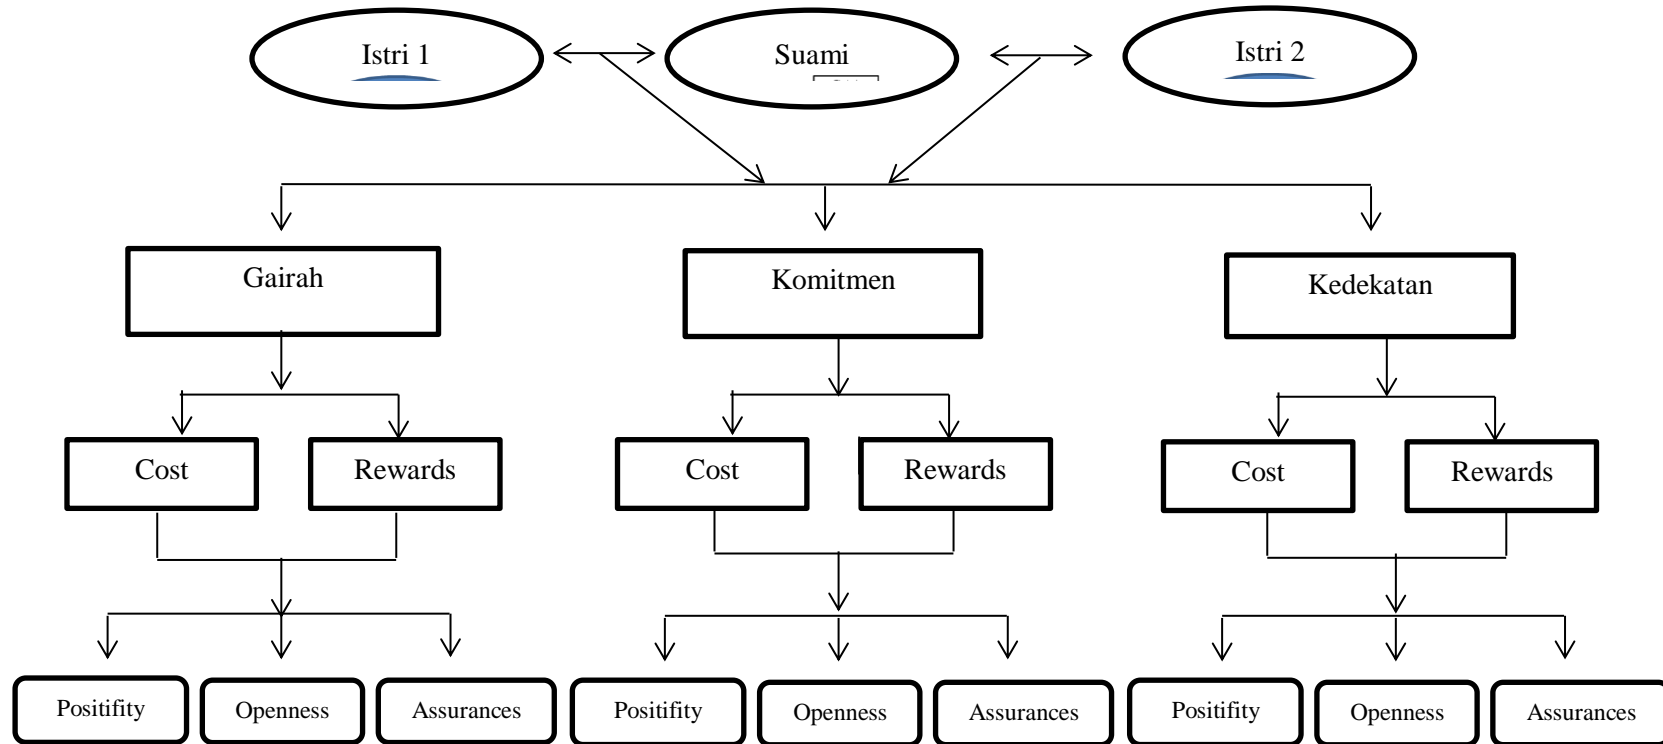 Istri 1
Suami
Istri 2
Gairah
Komitmen
Kedekatan
Cost
Rewards
Cost
Rewards
Cost
Rewards
Positifity
Openness
Assurances
Positifity
Openness
Assurances
Positifity
Openness
Assurances